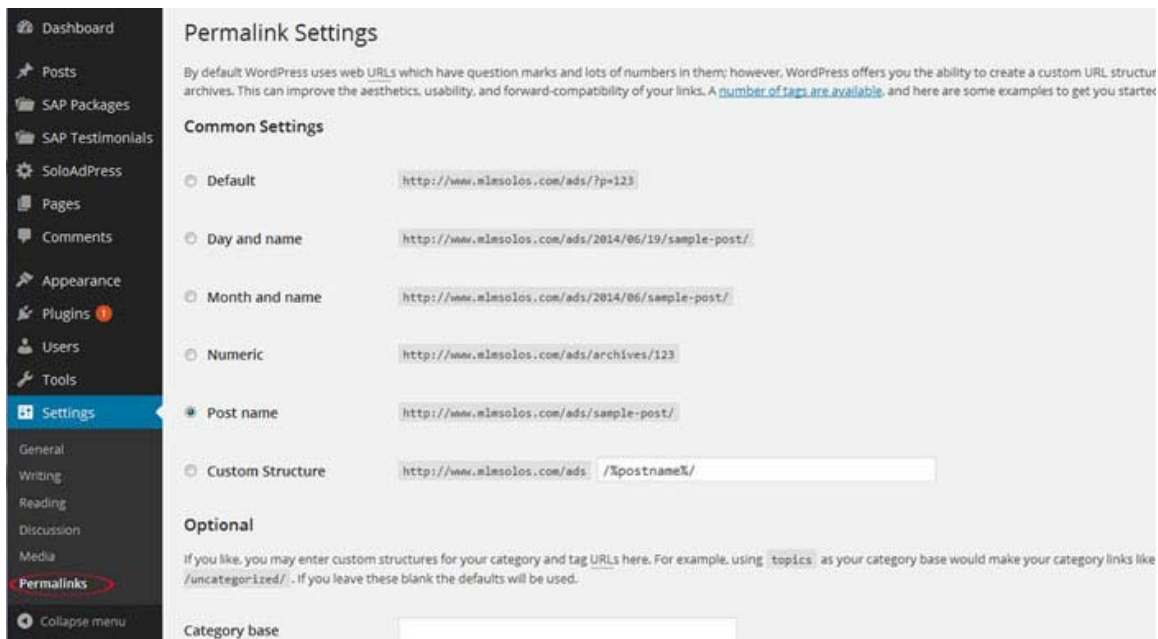 Dashboard
Posts
SAP Packages
SAP Testimonials
SoloAdPress
Pages
Comments
Appearance
Plugins 1
Users
Tools
Settings
General
Writing
Reading
Discussion
Media
Permalinks
Collapse menu
Permalink Settings
By default WordPress uses web URLs which have question marks and lots of numbers in them; however, WordPress offers you the ability to create a custom URL structur
archives. This can improve the aesthetics, usability, and forward-compatibility of your links. A number of tags are available, and here are some examples to get you started
Common Settings
Default http://www.mlmsolos.com/ads/?p=123
Day and name http://www.mlmsolos.com/ads/2014/06/19/sample-post/
Month and name http://www.mlmsolos.com/ads/2014/06/sample-post/
Numeric http://www.mlmsolos.com/ads/archives/123
Post name http://www.mlmsolos.com/ads/sample-post/
Custom Structure http://www.mlmsolos.com/ads /%postname%/
Optional
If you like, you may enter custom structures for your category and tag URLs here. For example, using topics as your category base would make your category links like
/uncategorized/ . If you leave these blank the defaults will be used.
Category base